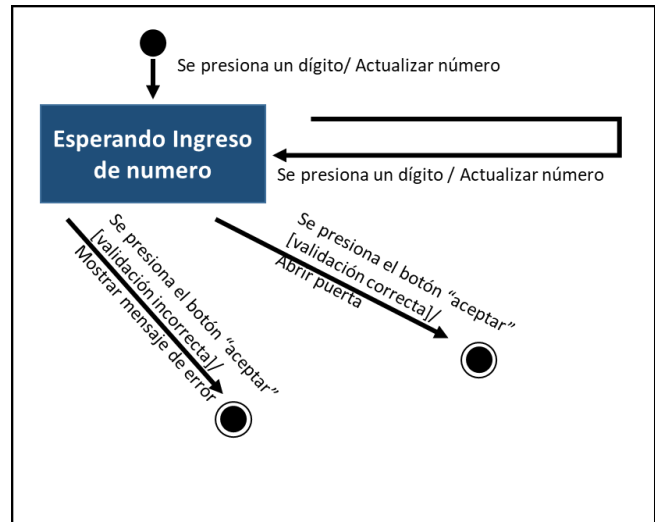 Se presiona un dígito/ Actualizar número
Esperando Ingreso
de numero
Se presiona un dígito / Actualizar número
Se presiona el botón “aceptar”
[validación incorrecta]/
Mostrar mensaje de error
Se presiona el botón “aceptar”
[validación correcta]/
Abrir puerta